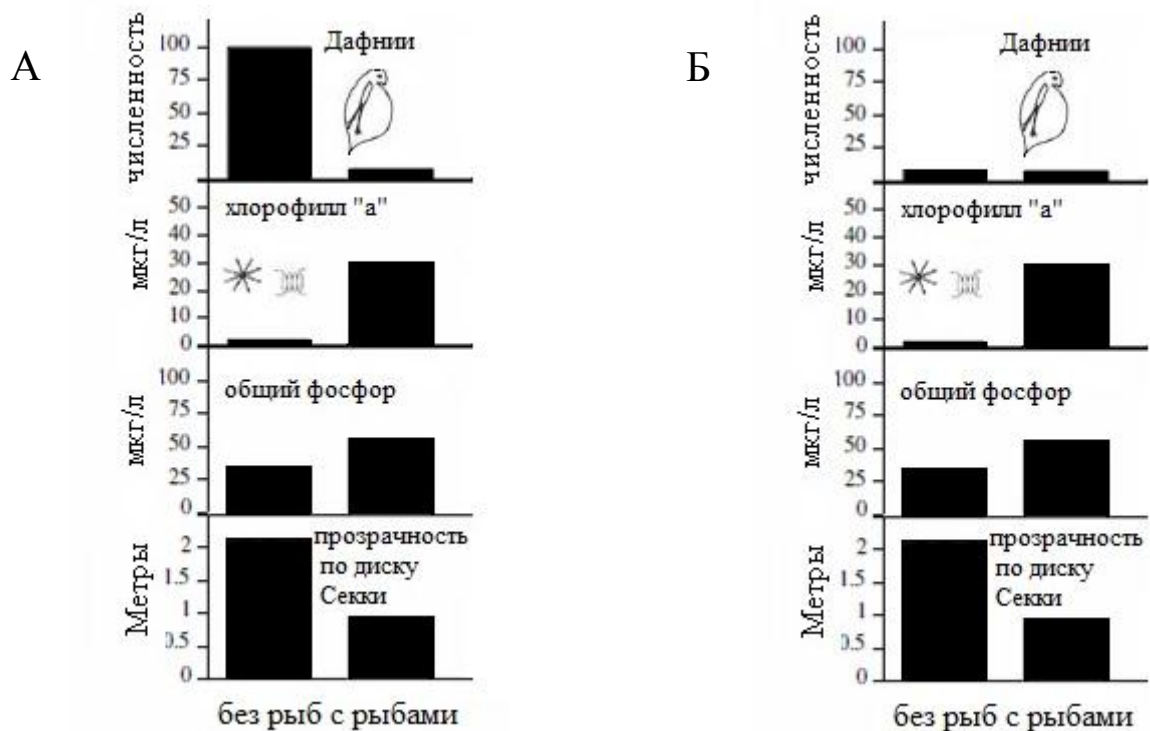 А
численность
100
75
50
25
Дафнии
мкг/л
50
40
30
20
10
0
хлорофилл "а"
мкг/л
100
75
50
25
0
общий фосфор
Метры
2
1.5
1
0.5
0
прозрачность
по диску
Секки
без рыб с рыбами
Б
численность
100
75
50
25
Дафнии
мкг/л
50
40
30
20
10
0
хлорофилл "а"
мкг/л
100
75
50
25
0
общий фосфор
Метры
2
1.5
1
0.5
0
прозрачность
по диску
Секки
без рыб с рыбами